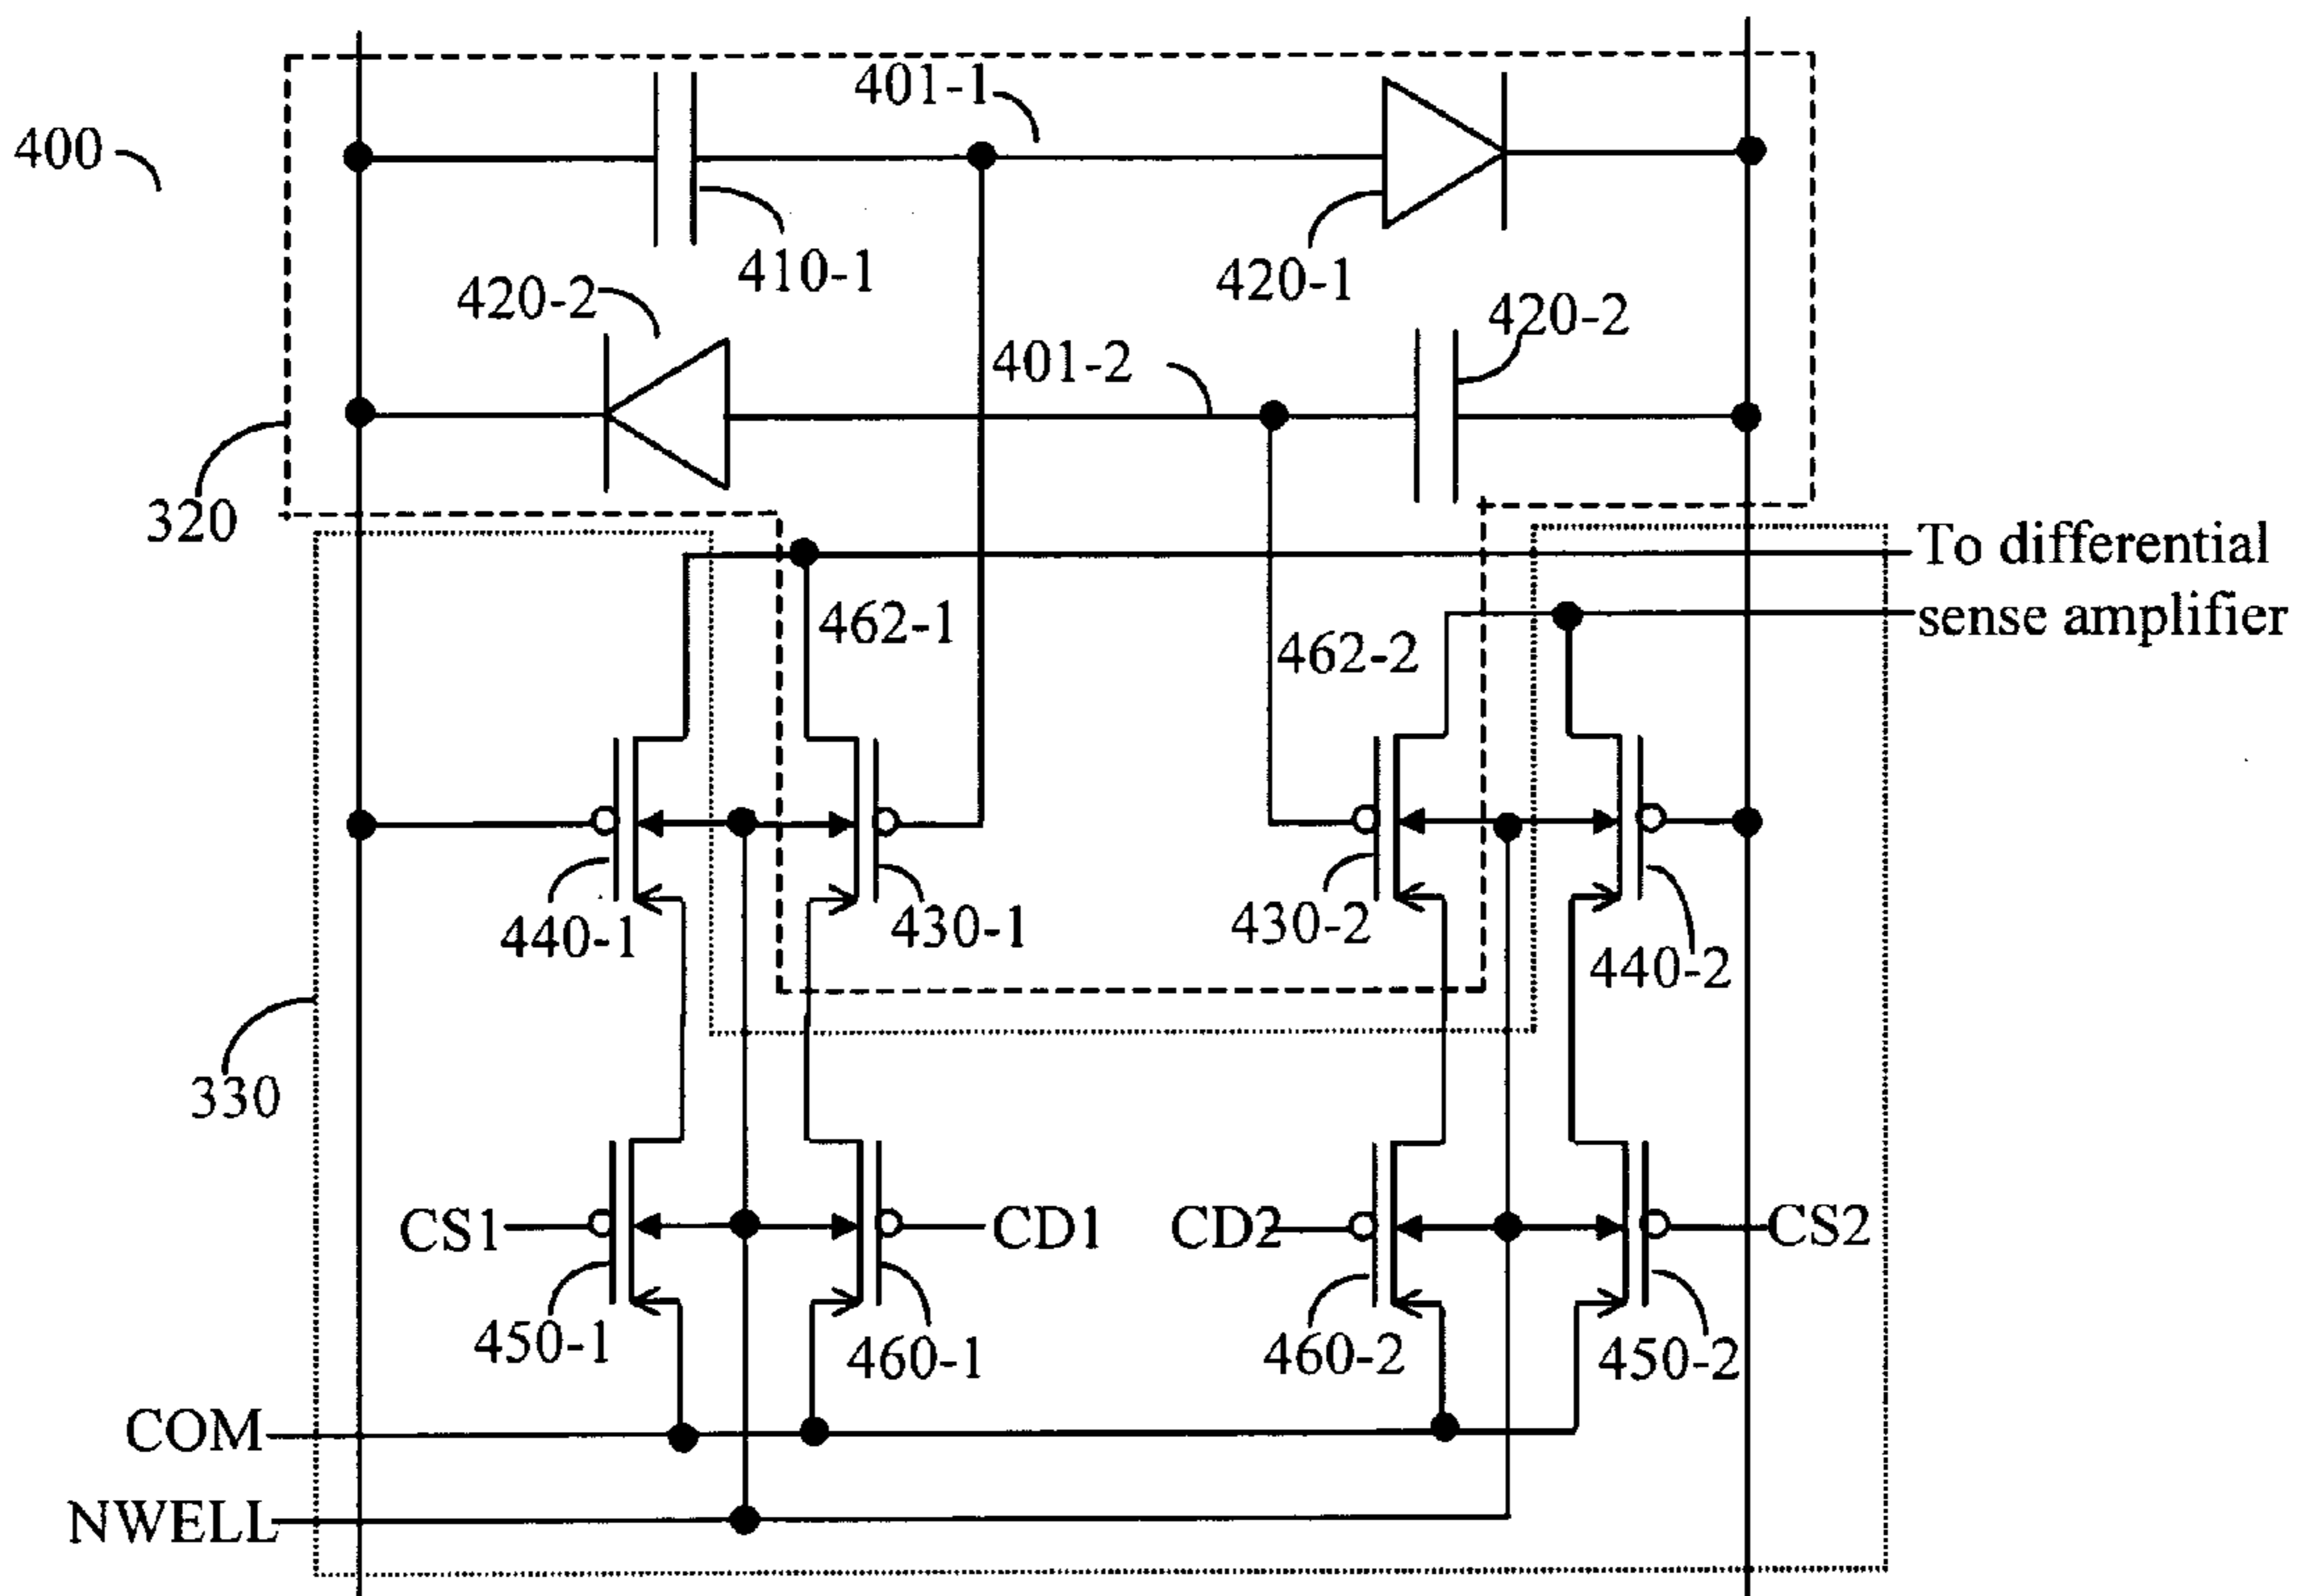 401-1
400
410-1
420-1
420-2
420-2
401-2
320
To differential
sense amplifier
462-1
462-2
440-1
430-1
430-2
440-2
330
CS1
CD1
CD2
CS2
450-1
460-1
460-2
450-2
COM
NWELL